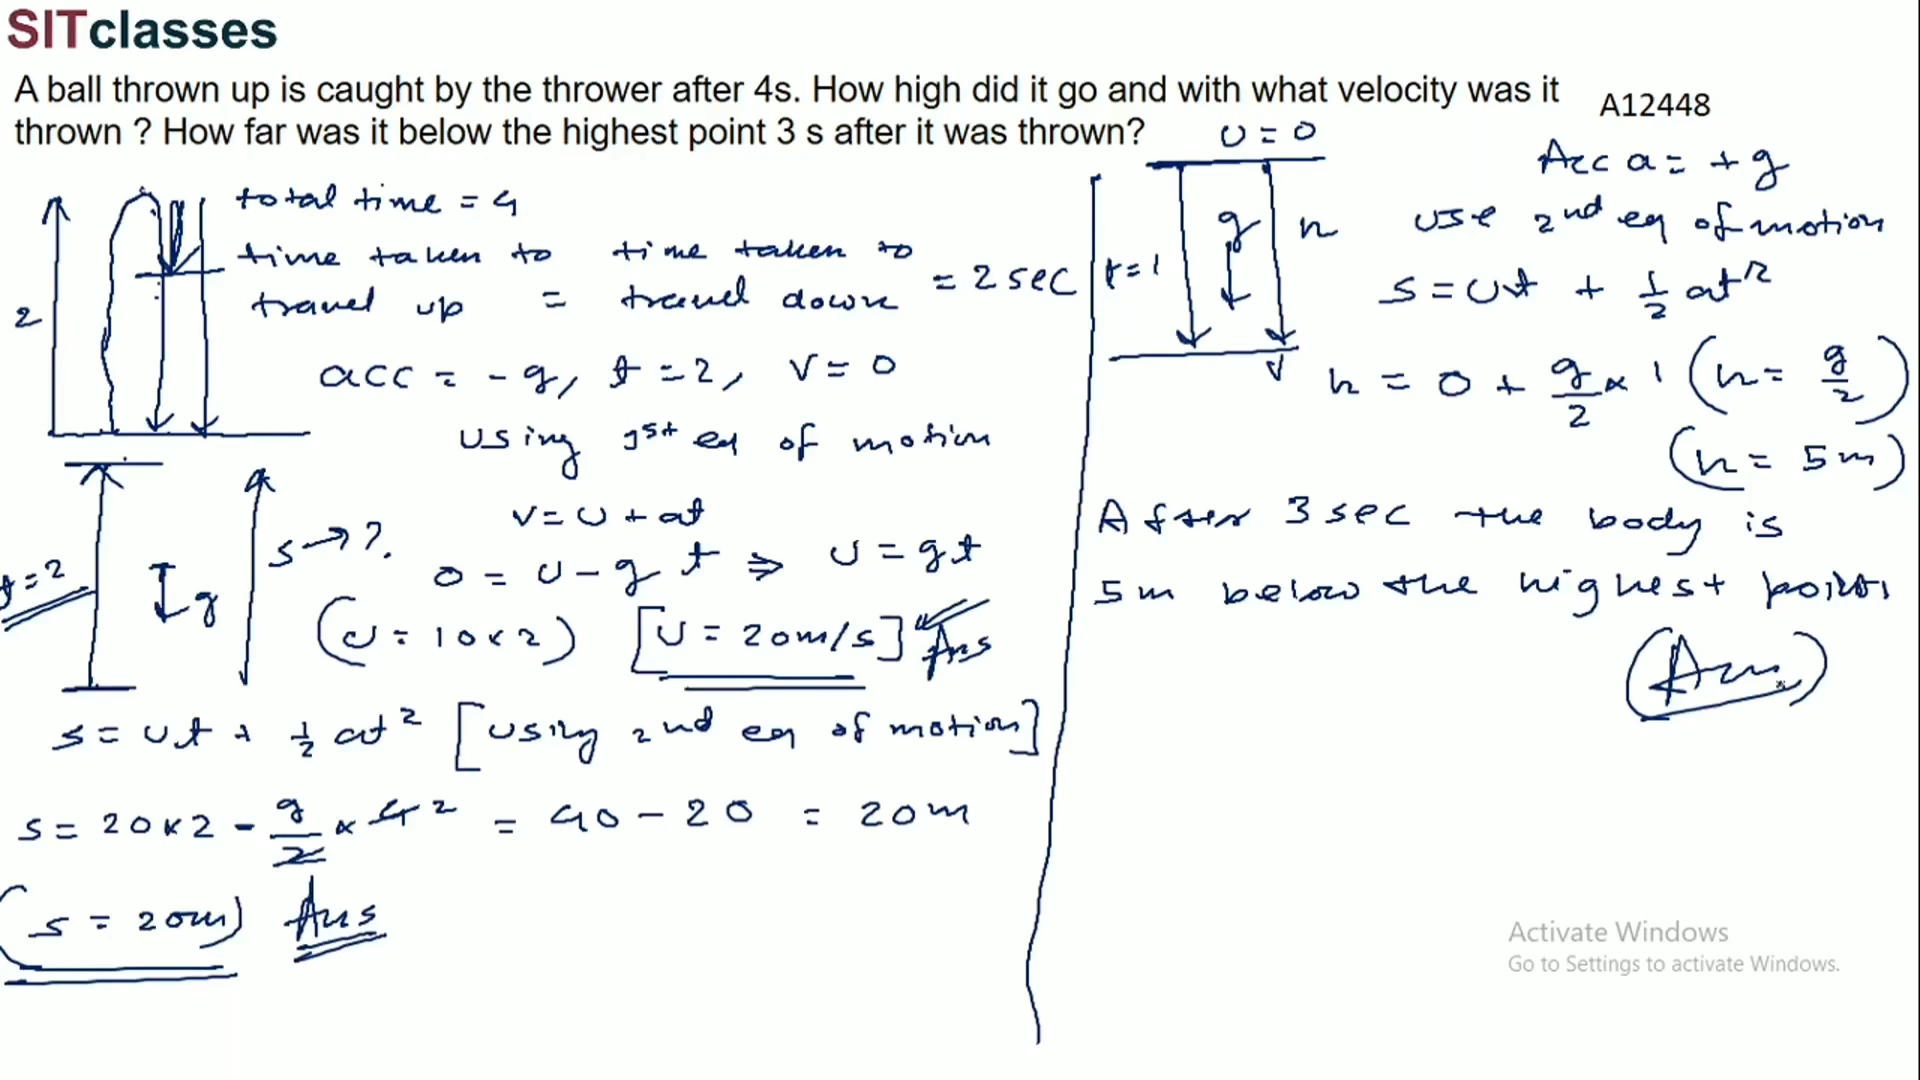 SITclasses
A ball thrown up is caught by the thrower after 4s. How high did it go and with what velocity was it
thrown ? How far was it below the highest point 3 s after it was thrown?
A12448
total time = 4
time taken to travel up = time taken to travel down = 2 sec
2
acc = -g, t = 2, v = 0
using 1st eq of motion
v = u + at
0 = u - g t ⇒ u = gt
(u = 10 x 2) [u = 20m/s] Ans
t = 2
g
s → ?
s = ut + 1/2 at² [using 2nd eq of motion]
s = 20 x 2 - g/2 x 4 2 = 40 - 20 = 20m
(s = 20m) Ans
u = 0
t = 1
g
h
v
Acc a = + g
use 2nd eq of motion
s = ut + 1/2 at²
h = 0 + g/2 x 1 (h = g/2)
(h = 5m)
After 3 sec the body is
5m below the highest point
(Ans)
Activate Windows
Go to Settings to activate Windows.